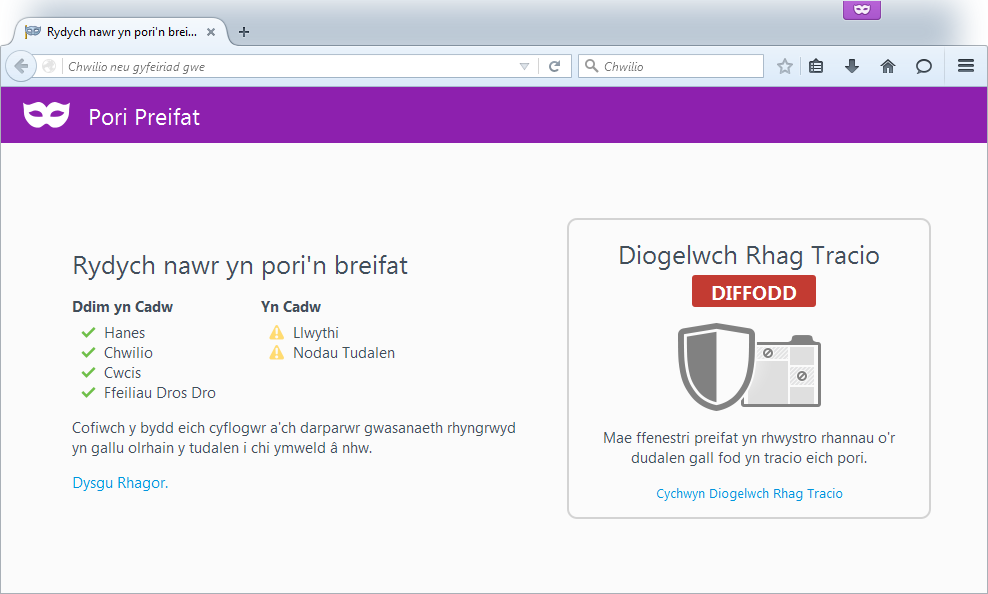 Rydych nawr yn pori'n brei...
Chwilio neu gyfeiriad gwe
Chwilio
Pori Preifat
Rydych nawr yn pori'n breifat
Ddim yn Cadw
Hanes
Chwilio
Cwcis
Ffeiliau Dros Dro
Yn Cadw
Llwythi
Nodau Tudalen
Cofiwch y bydd eich cyflogwr a'ch darparwr gwasanaeth rhyngrwyd
yn gallu olrhain y tudalen i chi ymweld â nhw.
Dysgu Rhagor.
Diogelwch Rhag Tracio
DIFFODD
Mae ffenestri preifat yn rhwystro rhannau o'r
dudalen gall fod yn tracio eich pori.
Cychwyn Diogelwch Rhag Tracio